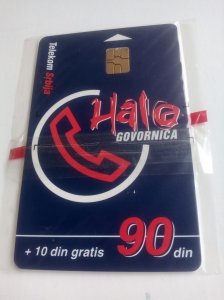 Telekom Srbija
Halo
GOVORNICA
+ 10 din gratis 90 din